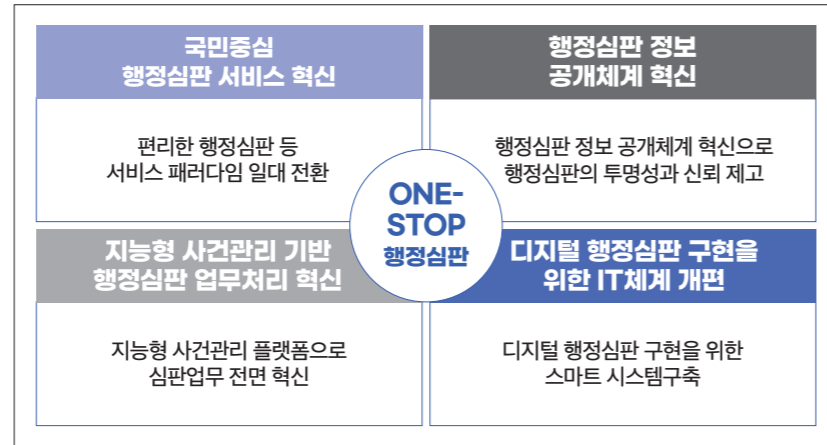 국민중심
행정심판 서비스 혁신
편리한 행정심판 등
서비스 패러다임 일대 전환
행정심판 정보
공개체계 혁신
행정심판 정보 공개체계 혁신으로
행정심판의 투명성과 신뢰 제고
ONE-
STOP
행정심판
지능형 사건관리 기반
행정심판 업무처리 혁신
지능형 사건관리 플랫폼으로
심판업무 전면 혁신
디지털 행정심판 구현을
위한 IT체계 개편
디지털 행정심판 구현을 위한
스마트 시스템구축